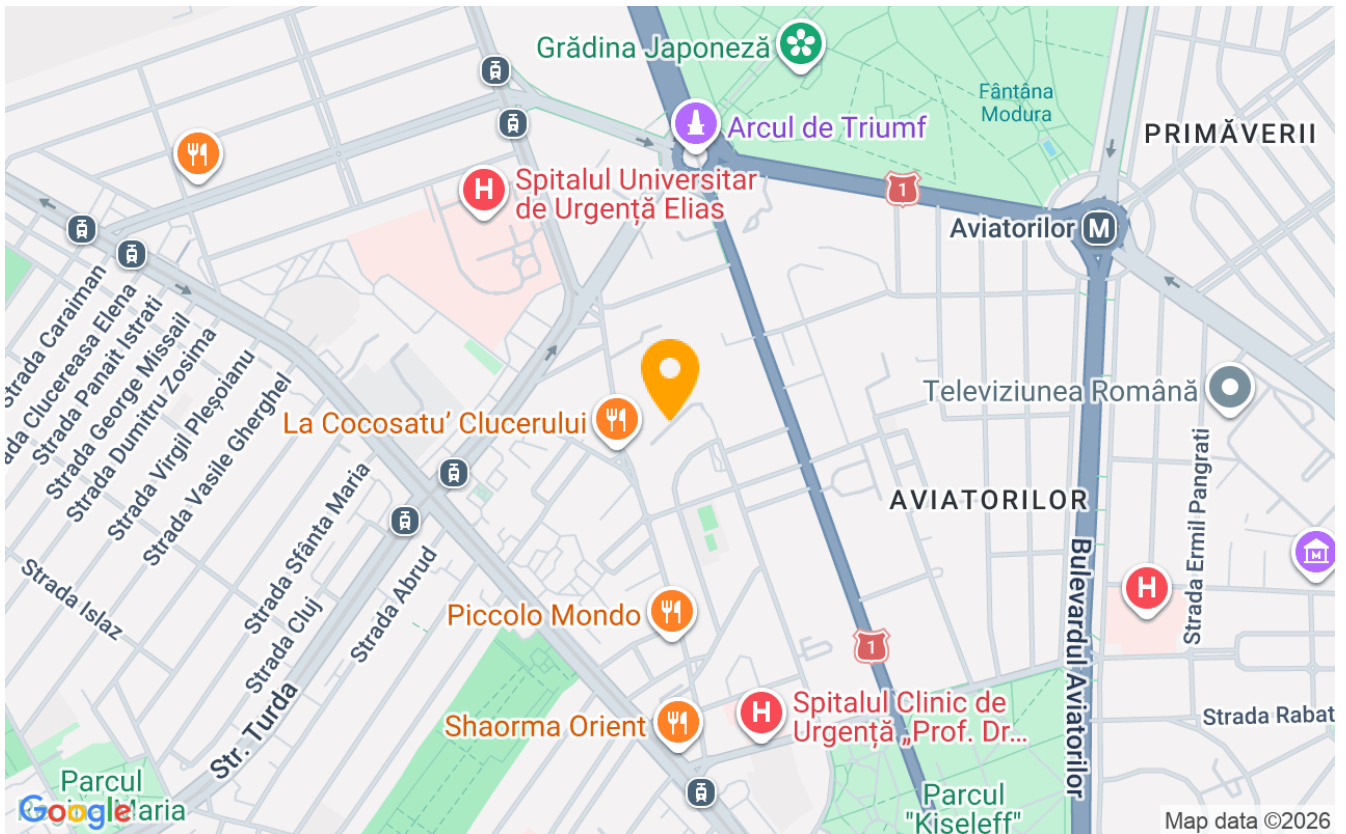 Grădina Japoneză
Fântâna
Modura
Arcul de Triumf
PRIMĂVERII
Spitalul Universitar
de Urgență Elias
1
Aviatorilor
M
H
Strada Caraiman
Strada Panait Istrati
Strada George Missail
Strada Dumitru Zosima
Strada Virgil Pleșoianu
Strada Vasile Gherghel
La Cocosatu’ Clucerului
Televiziunea Română
Strada Sfânta Maria
AVIATORILOR
Strada Ermil Pangrati
Strada Islaz
Strada Cluj
Strada Abrud
Piccolo Mondo
H
M
Bulevardul Aviatorilor
1
Str. Turda
Shaorma Orient
H
Spitalul Clinic de
Urgență „Prof. Dr...
Strada Rabat
Parcul
Google
Parcul
"Kiseleff"
Map data ©2026